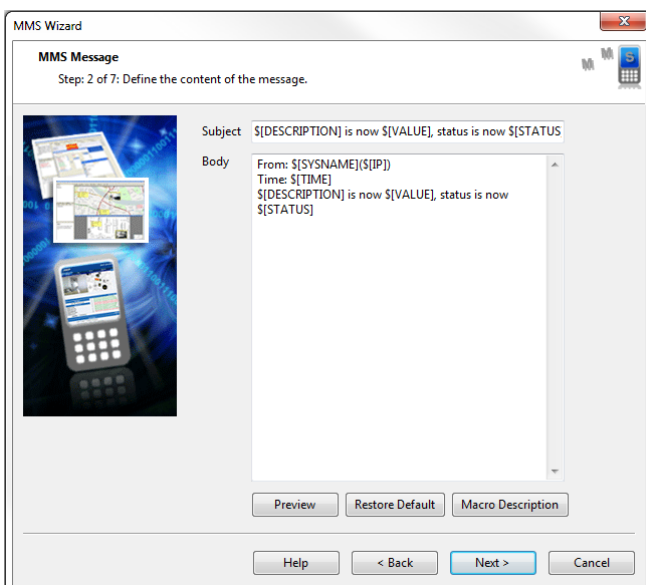 MMS Wizard
MMS Message
Step: 2 of 7: Define the content of the message.
Subject
$[DESCRIPTION] is now $[VALUE], status is now $[STATUS
Body
From: $[SYSNAME]($[IP])
Time: $[TIME]
$[DESCRIPTION] is now $[VALUE], status is now
$[STATUS]
Preview
Restore Default
Macro Description
Help
< Back
Next >
Cancel